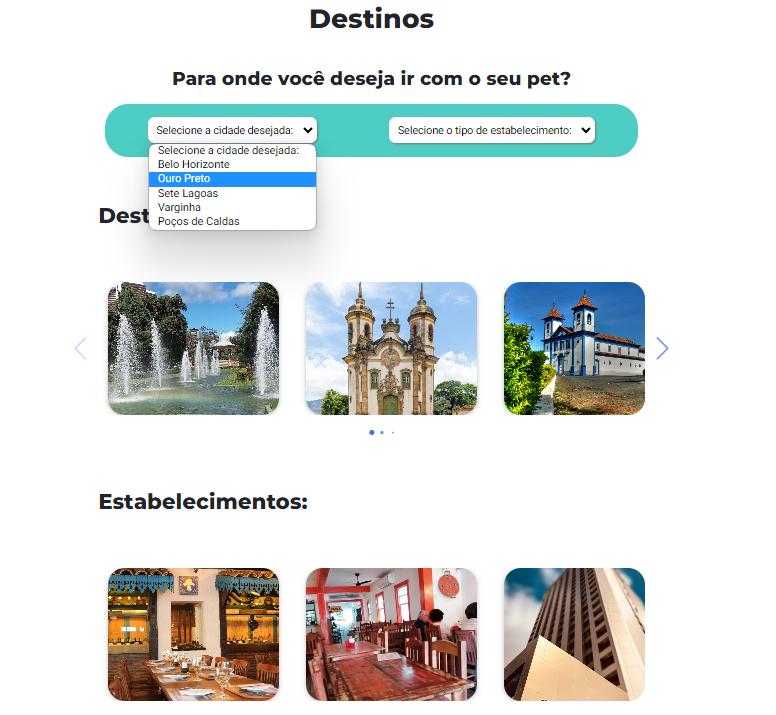 Destinos
Para onde você deseja ir com o seu pet?
Selecione a cidade desejada: Selecione o tipo de estabelecimento:
Selecione a cidade desejada:
Belo Horizonte
Ouro Preto
Sete Lagoas
Varginha
Poços de Caldas
Dest
Estabelecimentos: